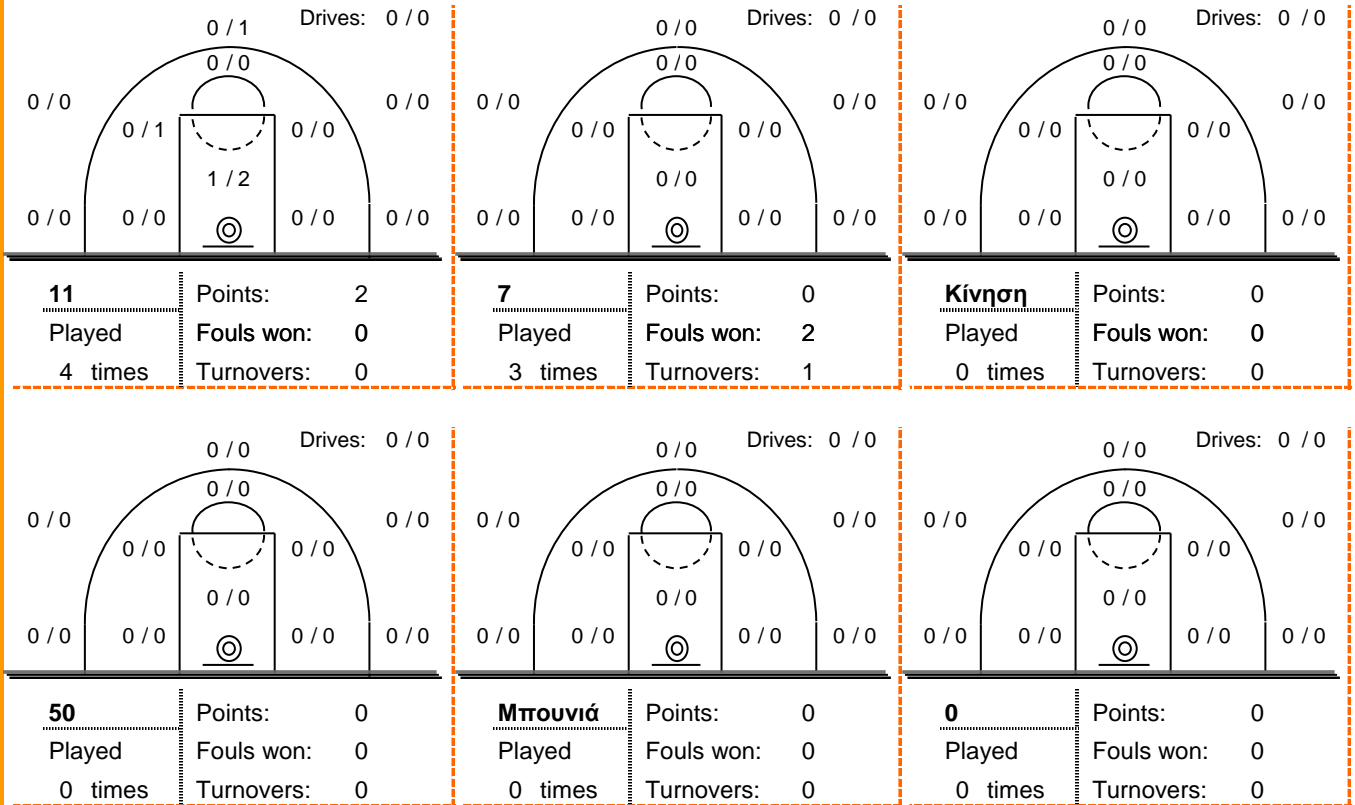 0 / 1 Drives: 0 / 0
0 / 0
0 / 0 0 / 0
0 / 1 0 / 0
1 / 2
0 / 0 0 / 0 0 / 0 0 / 0
11 Points: 2
Played Fouls won: 0
4 times Turnovers: 0
0 / 0 Drives: 0 / 0
0 / 0
0 / 0 0 / 0
0 / 0 0 / 0
0 / 0
0 / 0 0 / 0 0 / 0 0 / 0
7 Points: 0
Played Fouls won: 2
3 times Turnovers: 1
0 / 0 Drives: 0 / 0
0 / 0
0 / 0 0 / 0
0 / 0 0 / 0
0 / 0
0 / 0 0 / 0 0 / 0 0 / 0
Κίνηση Points: 0
Played Fouls won: 0
0 times Turnovers: 0
0 / 0 Drives: 0 / 0
0 / 0
0 / 0 0 / 0
0 / 0 0 / 0
0 / 0
0 / 0 0 / 0 0 / 0 0 / 0
50 Points: 0
Played Fouls won: 0
0 times Turnovers: 0
0 / 0 Drives: 0 / 0
0 / 0
0 / 0 0 / 0
0 / 0 0 / 0
0 / 0
0 / 0 0 / 0 0 / 0 0 / 0
Μπουνιά Points: 0
Played Fouls won: 0
0 times Turnovers: 0
0 / 0 Drives: 0 / 0
0 / 0
0 / 0 0 / 0
0 / 0 0 / 0
0 / 0
0 / 0 0 / 0 0 / 0 0 / 0
0 Points: 0
Played Fouls won: 0
0 times Turnovers: 0